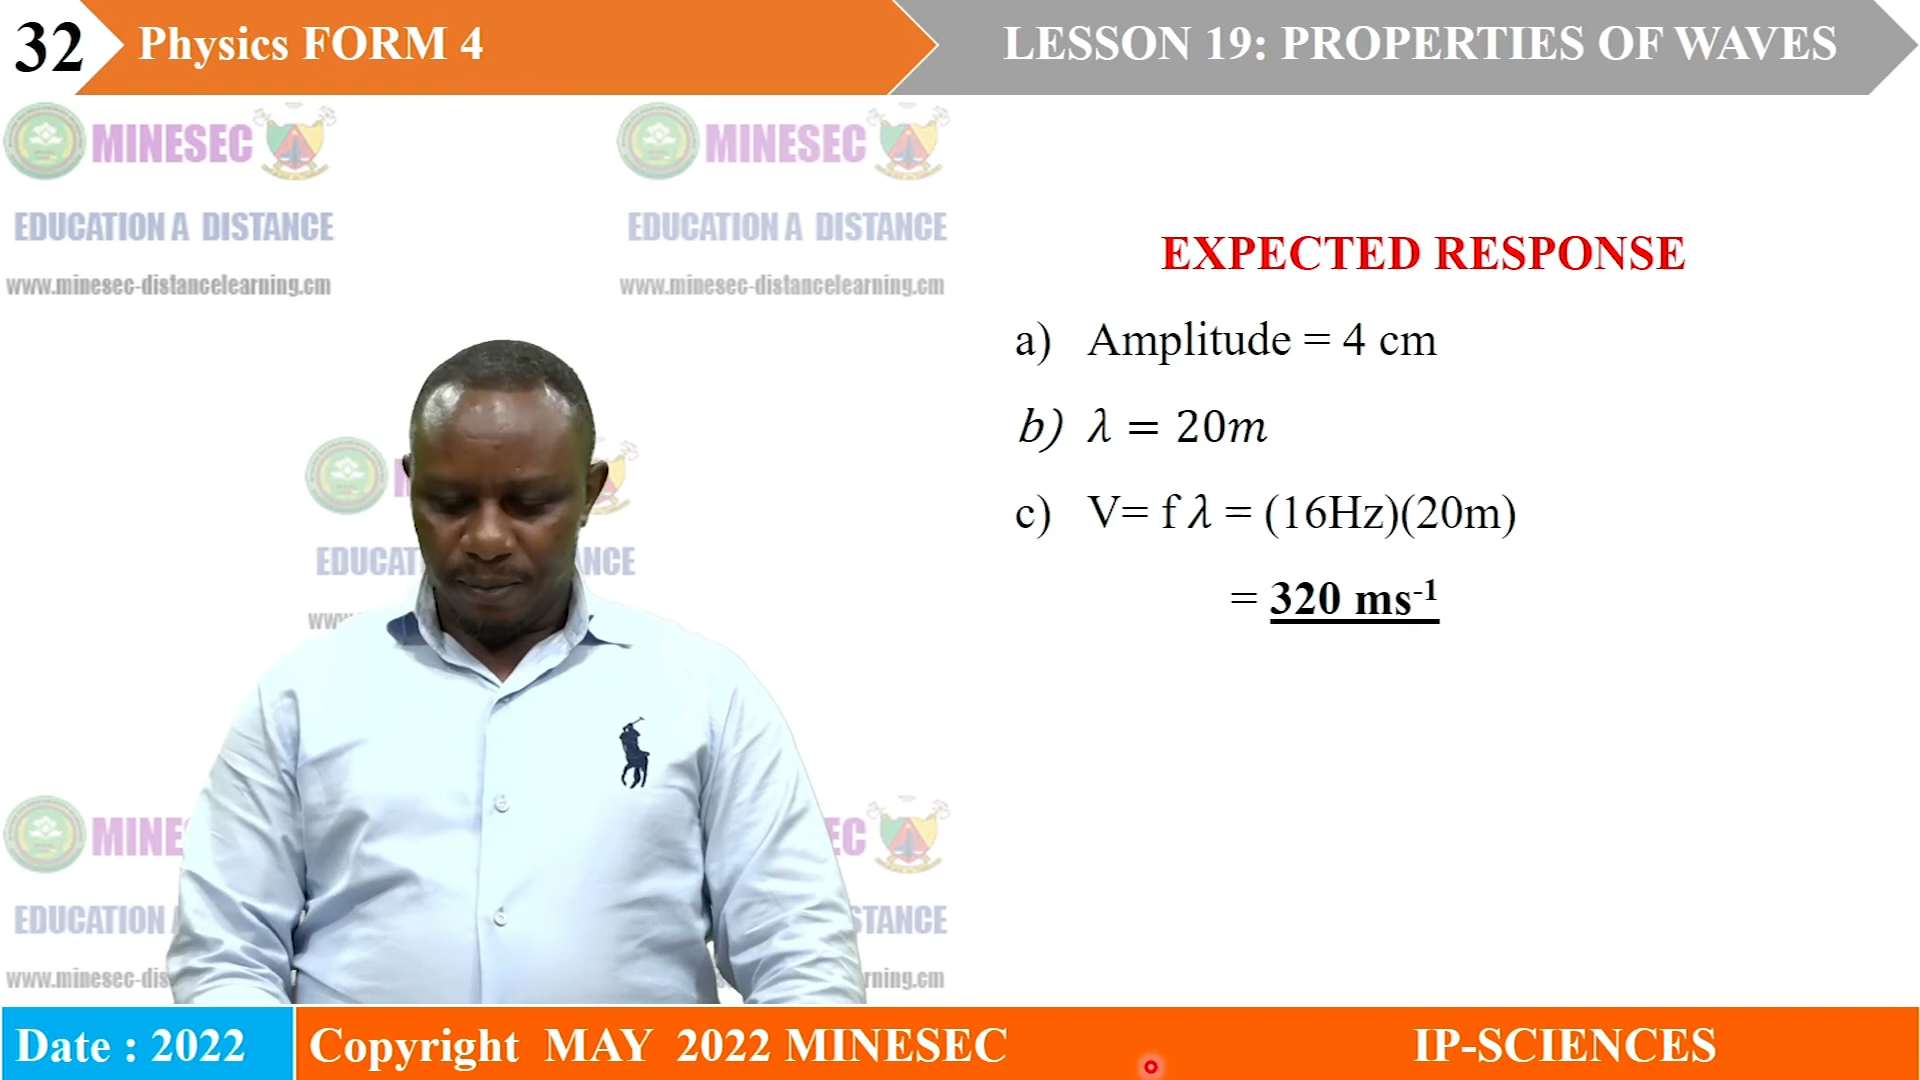 32
Physics FORM 4
LESSON 19: PROPERTIES OF WAVES
MINESEC
MINESEC
EDUCATION A DISTANCE
EDUCATION A DISTANCE
www.minesec-distancelearning.cm
www.minesec-distancelearning.cm
EXPECTED RESPONSE
a) Amplitude = 4 cm
b) λ = 20m
c) V= f λ = (16Hz)(20m)
= 320 ms⁻¹
Date : 2022
Copyright MAY 2022 MINESEC
IP-SCIENCES